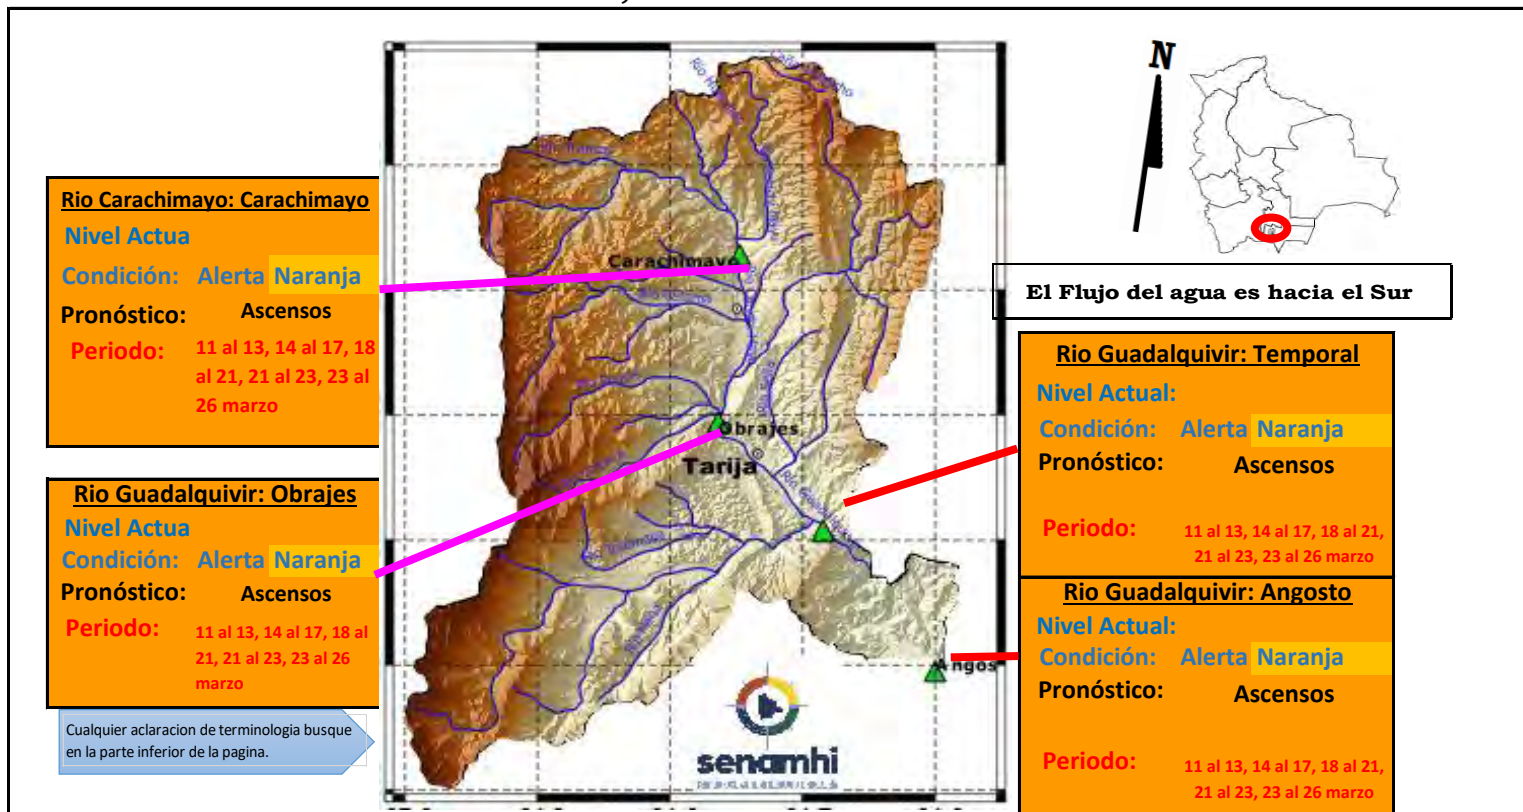 N
El Flujo del agua es hacia el Sur
Rio Carachimayo: Carachimayo
Nivel Actua
Condición: Alerta Naranja
Pronóstico: Ascensos
Periodo: 11 al 13, 14 al 17, 18
al 21, 21 al 23, 23 al
26 marzo
Rio Guadalquivir: Obrajes
Nivel Actua
Condición: Alerta Naranja
Pronóstico: Ascensos
Periodo: 11 al 13, 14 al 17, 18 al
21, 21 al 23, 23 al 26
marzo
Cualquier aclaracion de terminologia busque
en la parte inferior de la pagina.
Carachimayo
Obrajes
Tarija
Angos
senamhi
Rio Guadalquivir: Temporal
Nivel Actual:
Condición: Alerta Naranja
Pronóstico: Ascensos
Periodo: 11 al 13, 14 al 17, 18 al 21,
21 al 23, 23 al 26 marzo
Rio Guadalquivir: Angosto
Nivel Actual:
Condición: Alerta Naranja
Pronóstico: Ascensos
Periodo: 11 al 13, 14 al 17, 18 al 21,
21 al 23, 23 al 26 marzo